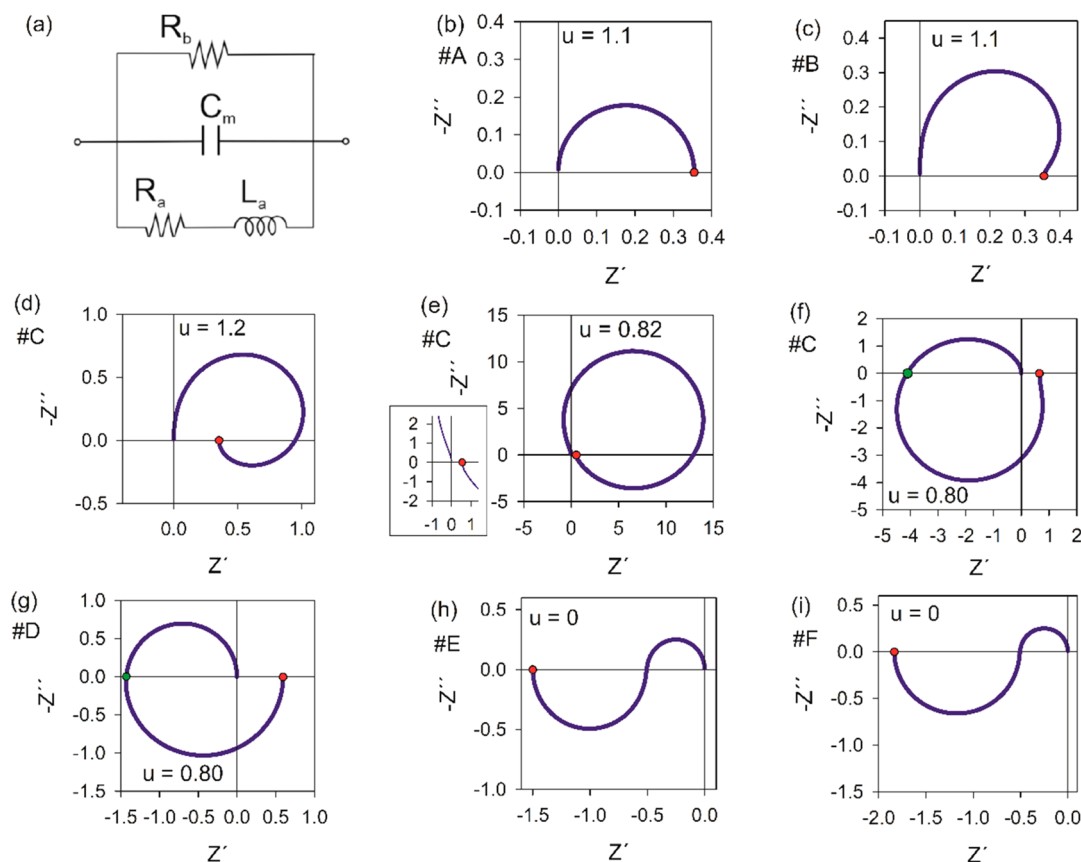 (a)
R_b
C_m
R_a L_a
(b)
#A
u = 1.1
-Z´´
0.4
0.3
0.2
0.1
0.0
-0.1
-0.1 0.0 0.1 0.2 0.3 0.4
Z´
(c)
#B
u = 1.1
-Z´´
0.4
0.3
0.2
0.1
0.0
-0.1
-0.1 0.0 0.1 0.2 0.3 0.4
Z´
(d)
#C
u = 1.2
-Z´´
1.0
0.5
0.0
-0.5
0.0 0.5 1.0
Z´
(e)
#C
u = 0.82
-Z´´
15
10
5
0
-5
-5 0 5 10 15
Z´
2
1
0
-1
-2
-1 0 1
(f)
#C
u = 0.80
-Z´´
2
1
0
-1
-2
-3
-4
-5
-5 -4 -3 -2 -1 0 1 2
Z´
(g)
#D
u = 0.80
-Z´´
1.0
0.5
0.0
-0.5
-1.0
-1.5
-1.5 -1.0 -0.5 0.0 0.5 1.0
Z´
(h)
#E
u = 0
-Z´´
0.5
0.0
-0.5
-1.0
-1.5 -1.0 -0.5 0.0
Z´
(i)
#F
u = 0
-Z´´
0.5
0.0
-0.5
-1.0
-1.5
-2.0 -1.5 -1.0 -0.5 0.0
Z´